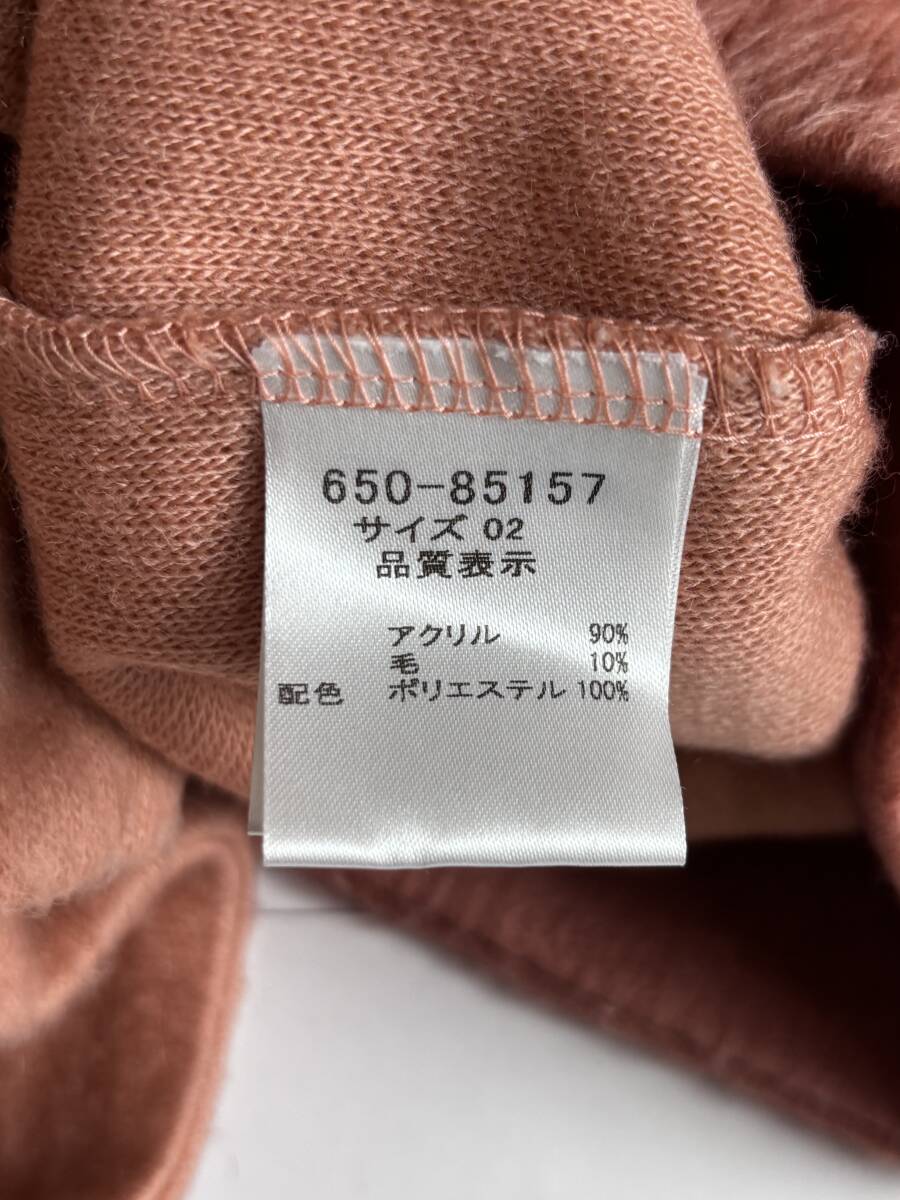 650-85157
サイズ 02
品質表示
アクリル 90%
毛 10%
配色 ポリエステル 100%